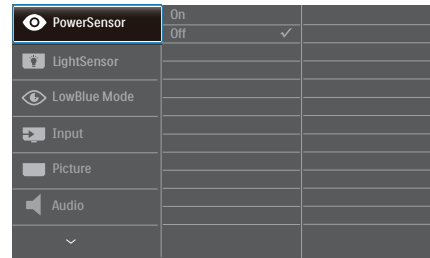 PowerSensor
On
Off
LightSensor
LowBlue Mode
Input
Picture
Audio